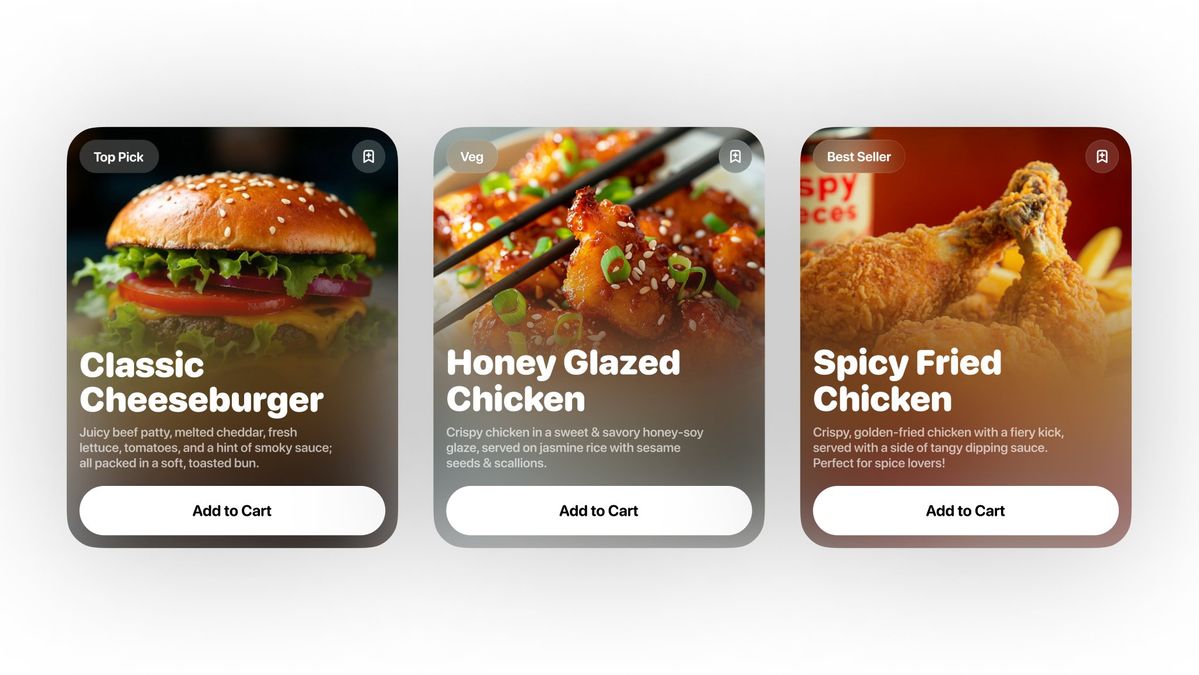 Top Pick
Classic
Cheeseburger
Juicy beef patty, melted cheddar, fresh
lettuce, tomatoes, and a hint of smoky sauce;
all packed in a soft, toasted bun.
Add to Cart
Veg
Honey Glazed
Chicken
Crispy chicken in a sweet & savory honey-soy
glaze, served on jasmine rice with sesame
seeds & scallions.
Add to Cart
Best Seller
spy
eces
Spicy Fried
Chicken
Crispy, golden-fried chicken with a fiery kick,
served with a side of tangy dipping sauce.
Perfect for spice lovers!
Add to Cart